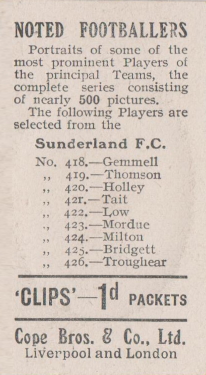 NOTED FOOTBALLERS
Portraits of some of the
most prominent Players of
the principal Teams, the
complete series consisting
of nearly 500 pictures.
The following Players are
selected from the
Sunderland F.C.
No. 418.—Gemmell
„ 419.—Thomson
„ 420.—Holley
„ 421.—Tait
„ 422.—Low
„ 423.—Mordue
„ 424.—Milton
„ 425.—Bridgett
„ 426.—Troughear
'CLIPS'—1d PACKETS
Cope Bros. & Co., Ltd.
Liverpool and London